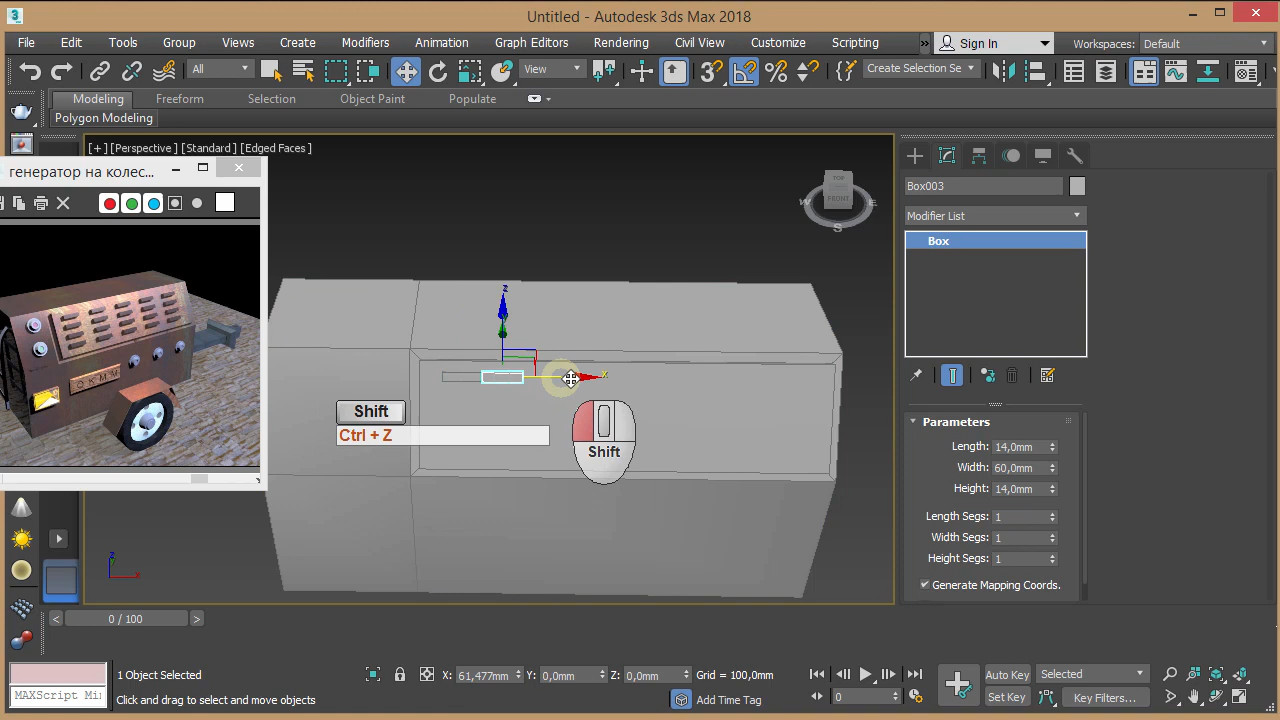 Untitled - Autodesk 3ds Max 2018
File Edit Tools Group Views Create Modifiers Animation Graph Editors Rendering Civil View Customize Scripting » Sign In Workspaces: Default
All View Create Selection Se
Modeling Freeform Selection Object Paint Populate
Polygon Modeling
[+] [Perspective] [Standard] [Edged Faces]
генератор на колес...
TOP
FRONT
W E
S
Box003
Modifier List
Box
z
x
Shift
Ctrl + Z
Shift
ОКММ
Parameters
Length: 14,0mm
Width: 60,0mm
Height: 14,0mm
Length Segs: 1
Width Segs: 1
Height Segs: 1
Generate Mapping Coords.
z
x
< 0 / 100 >
1 Object Selected X: 61,477mm Y: 0,0mm Z: 0,0mm Grid = 100,0mm Auto Key Selected
MAXScript Mi Click and drag to select and move objects Add Time Tag 0 Set Key Key Filters...